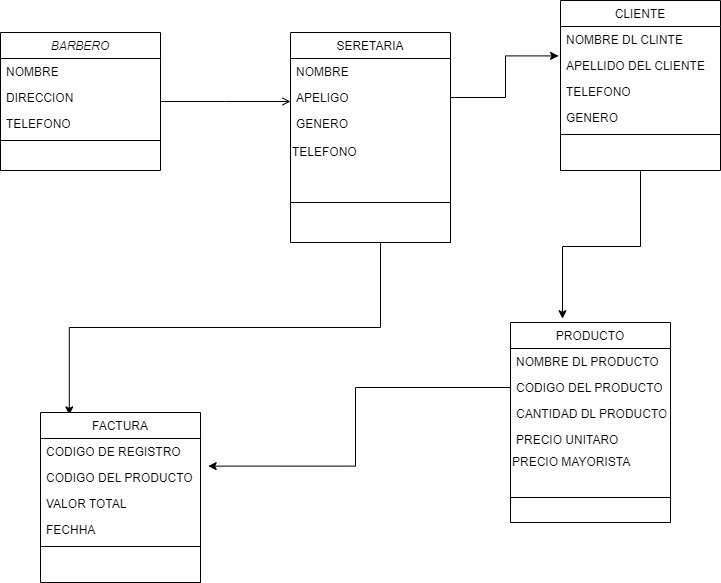 BARBERO
NOMBRE
DIRECCION
TELEFONO
SERETARIA
NOMBRE
APELIGO
GENERO
TELEFONO
CLIENTE
NOMBRE DL CLINTE
APELLIDO DEL CLIENTE
TELEFONO
GENERO
FACTURA
CODIGO DE REGISTRO
CODIGO DEL PRODUCTO
VALOR TOTAL
FECHHA
PRODUCTO
NOMBRE DL PRODUCTO
CODIGO DEL PRODUCTO
CANTIDAD DL PRODUCTO
PRECIO UNITARO
PRECIO MAYORISTA